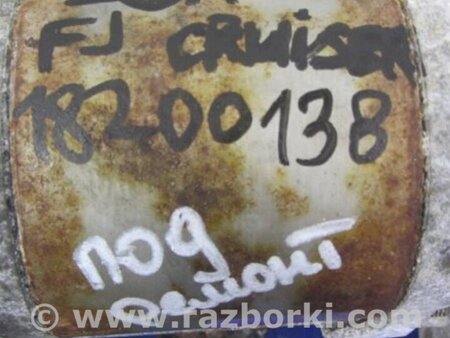 FJ CRUISER
18200138
под
ремонт
www.razborki.com